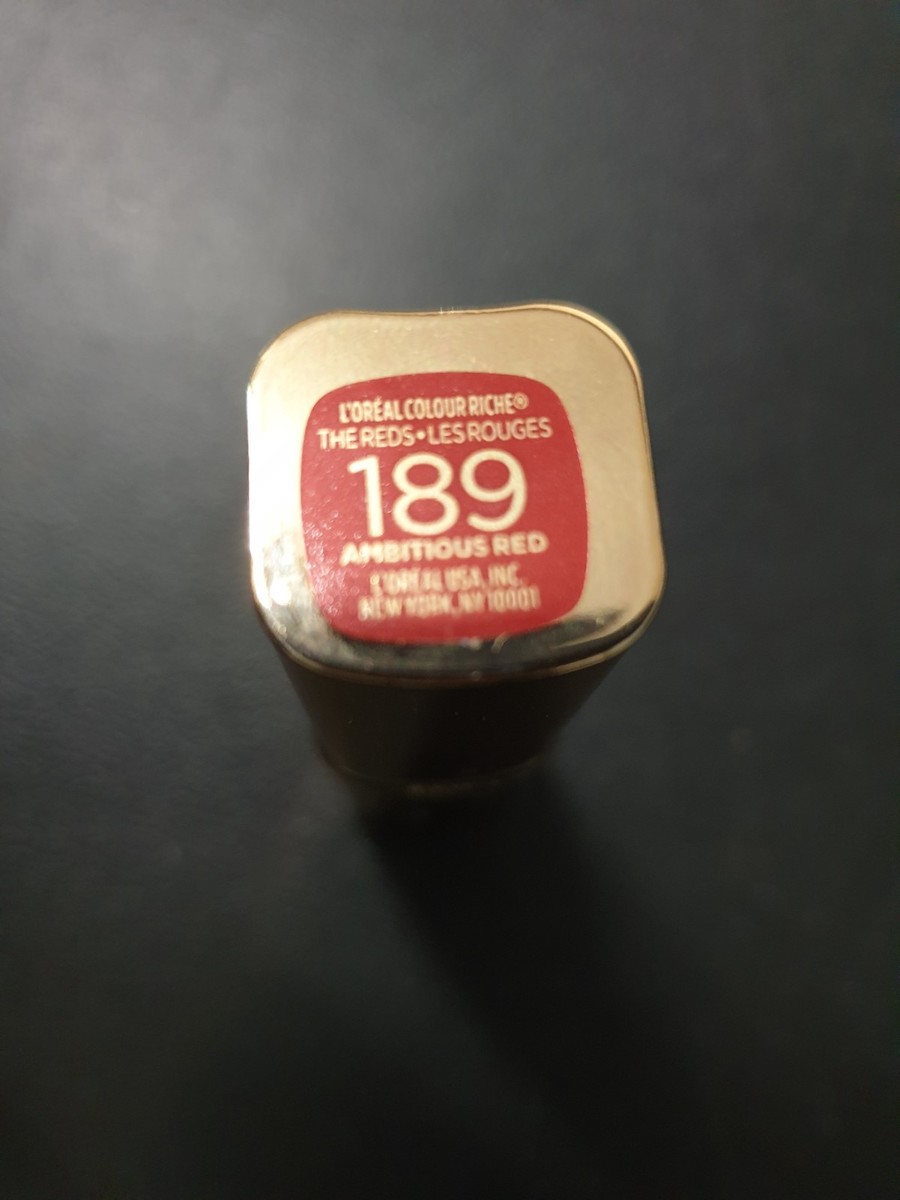 L'ORÉAL COLOUR RICHE®
THE REDS • LES ROUGES
189
AMBITIOUS RED
L'ORÉAL USA, INC.
NEW YORK, NY 10001